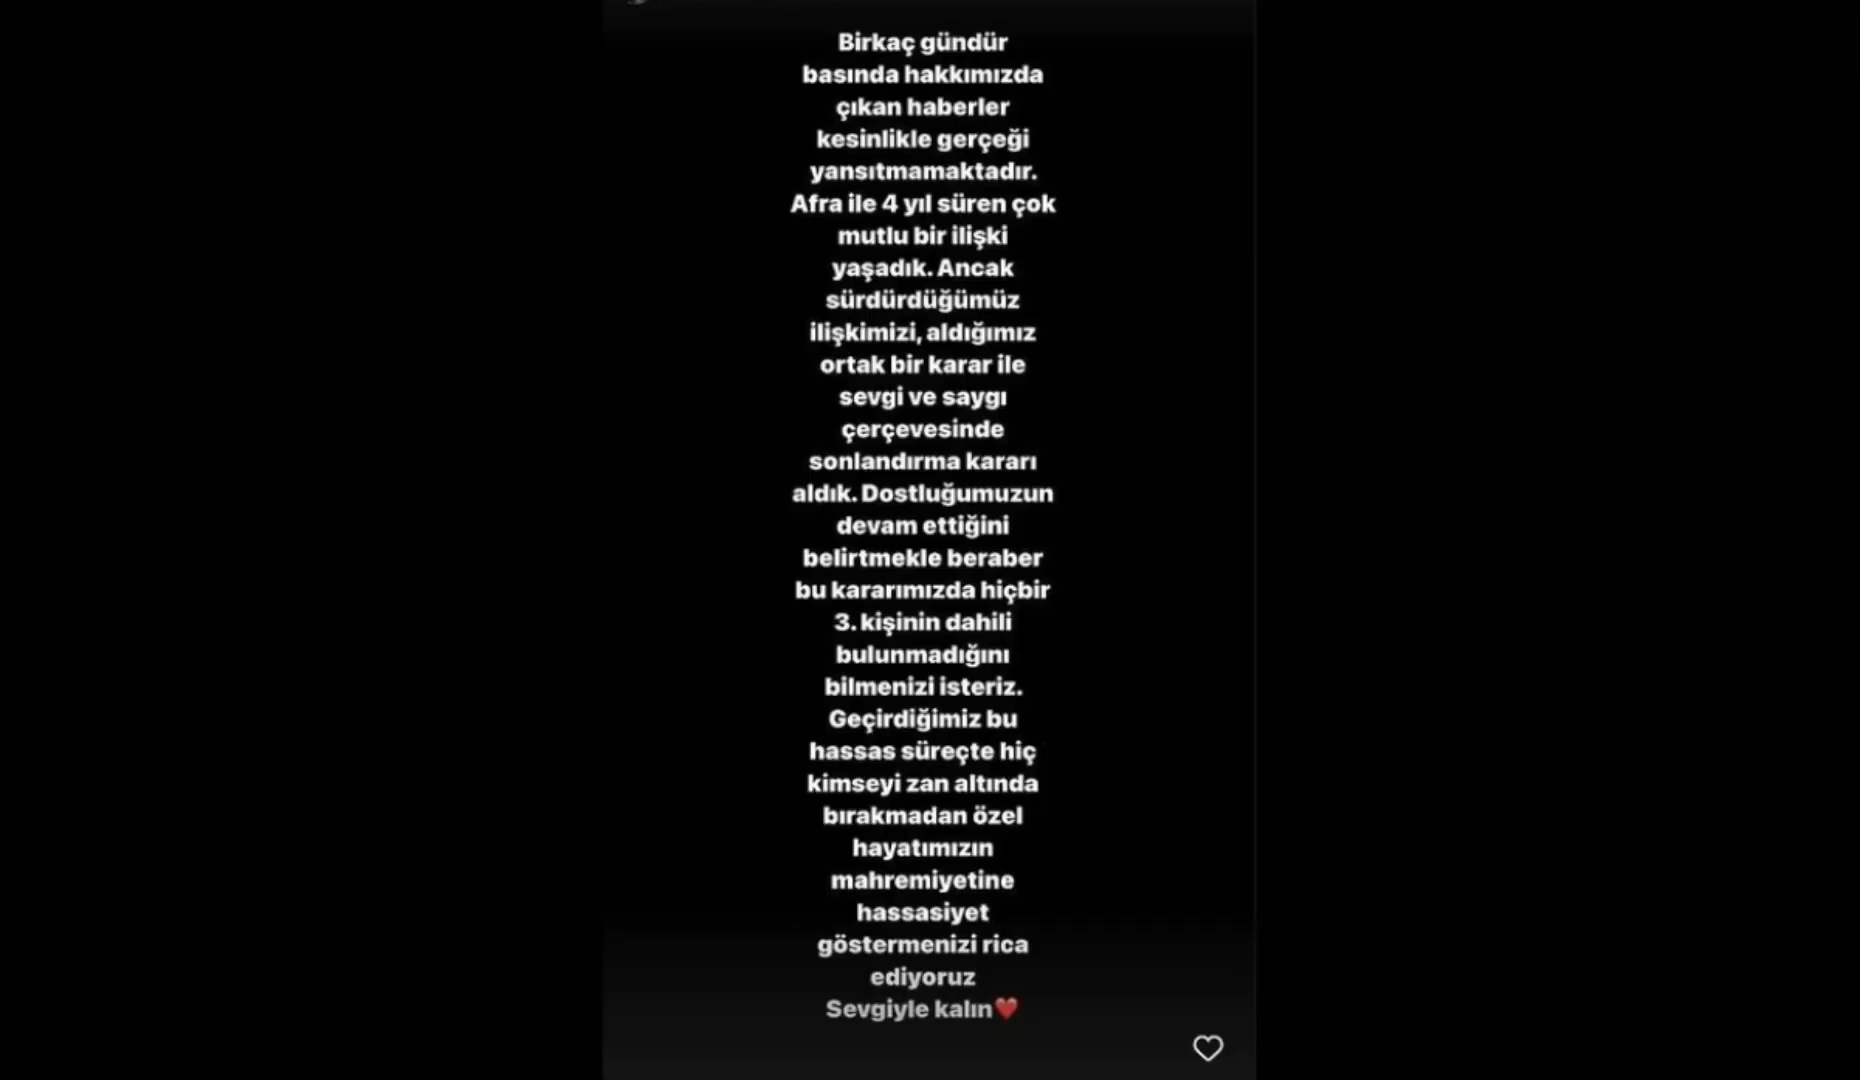 Birkaç gündür
basında hakkımızda
çıkan haberler
kesinlikle gerçeği
yansıtmamaktadır.
Afra ile 4 yıl süren çok
mutlu bir ilişki
yaşadık. Ancak
sürdürdüğümüz
ilişkimizi, aldığımız
ortak bir karar ile
sevgi ve saygı
çerçevesinde
sonlandırma kararı
aldık. Dostluğumuzun
devam ettiğini
belirtmekle beraber
bu kararımızda hiçbir
3. kişinin dahili
bulunmadığını
bilmenizi isteriz.
Geçirdiğimiz bu
hassas süreçte hiç
kimseyi zan altında
bırakmadan özel
hayatımızın
mahremiyetine
hassasiyet
göstermenizi rica
ediyoruz
Sevgiyle kalın❤️